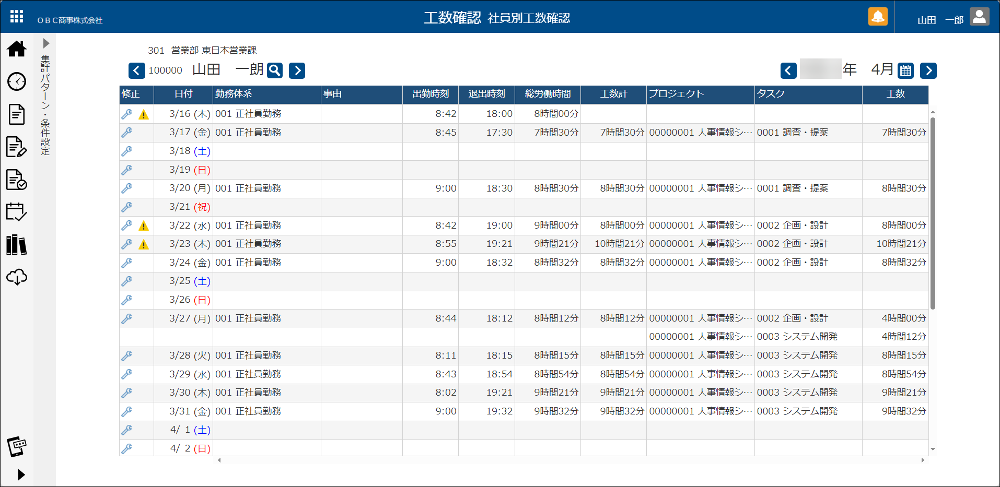 ＯＢＣ商事株式会社
工数確認 社員別工数確認
山田　一郎
集計パターン・条件設定
301 営業部 東日本営業課
100000 山田　一朗
年　4月
修正 日付 勤務体系 事由 出勤時刻 退出時刻 総労働時間 工数計 プロジェクト タスク 工数
3/16 (木) 001 正社員勤務 8:42 18:00 8時間00分
3/17 (金) 001 正社員勤務 8:45 17:30 7時間30分 7時間30分 00000001 人事情報シ… 0001 調査・提案 7時間30分
3/18 (土)
3/19 (日)
3/20 (月) 001 正社員勤務 9:00 18:30 8時間30分 8時間30分 00000001 人事情報シ… 0001 調査・提案 8時間30分
3/21 (祝)
3/22 (水) 001 正社員勤務 8:42 19:00 9時間00分 8時間00分 00000001 人事情報シ… 0002 企画・設計 8時間00分
3/23 (木) 001 正社員勤務 8:55 19:21 9時間21分 10時間21分 00000001 人事情報シ… 0002 企画・設計 10時間21分
3/24 (金) 001 正社員勤務 9:00 18:32 8時間32分 8時間32分 00000001 人事情報シ… 0002 企画・設計 8時間32分
3/25 (土)
3/26 (日)
3/27 (月) 001 正社員勤務 8:44 18:12 8時間12分 8時間12分 00000001 人事情報シ… 0002 企画・設計 4時間00分
00000001 人事情報シ… 0003 システム開発 4時間12分
3/28 (火) 001 正社員勤務 8:11 18:15 8時間15分 8時間15分 00000001 人事情報シ… 0003 システム開発 8時間15分
3/29 (水) 001 正社員勤務 8:43 18:54 8時間54分 8時間54分 00000001 人事情報シ… 0003 システム開発 8時間54分
3/30 (木) 001 正社員勤務 8:02 19:21 9時間21分 9時間21分 00000001 人事情報シ… 0003 システム開発 9時間21分
3/31 (金) 001 正社員勤務 9:00 19:32 9時間32分 9時間32分 00000001 人事情報シ… 0003 システム開発 9時間32分
4/ 1 (土)
4/ 2 (日)